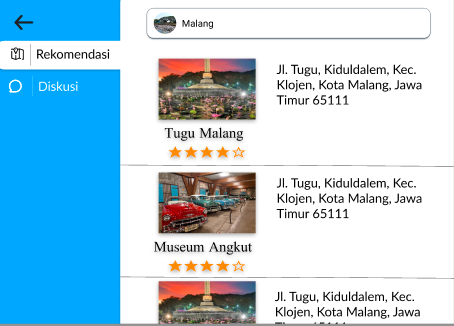 Malang
Rekomendasi
Diskusi
Jl. Tugu, Kiduldalem, Kec.
Klojen, Kota Malang, Jawa
Timur 65111
Tugu Malang
Jl. Tugu, Kiduldalem, Kec.
Klojen, Kota Malang, Jawa
Timur 65111
Museum Angkut
Jl. Tugu, Kiduldalem, Kec.
Klojen, Kota Malang, Jawa